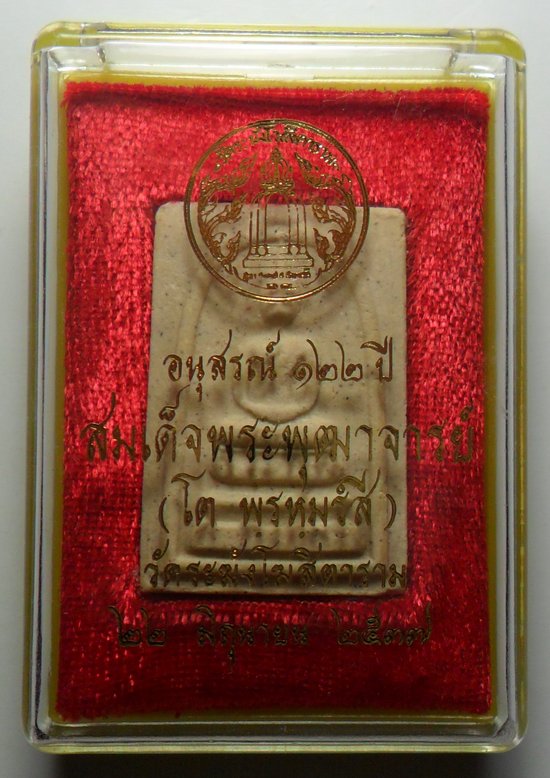 อนุสรณ์ ๑๒๒ ปี
สมเด็จพระพุฒาจารย์
(โต พฺรหฺมรํสี)
วัดระฆังโฆสิตาราม
๒๒ มิถุนายน ๒๕๓๗